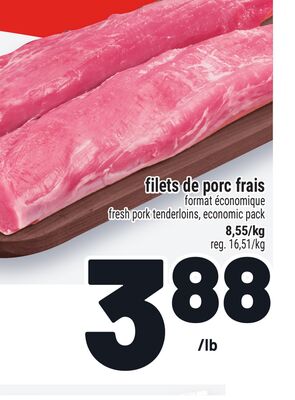 filets de porc frais
format économique
fresh pork tenderloins, economic pack
8,55/kg
reg. 16,51/kg
3 88
/lb